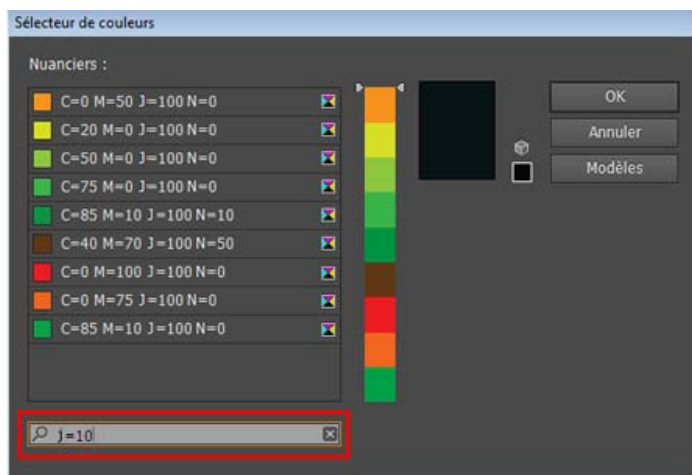 Sélecteur de couleurs
Nuanciers :
C=0 M=50 J=100 N=0
C=20 M=0 J=100 N=0
C=50 M=0 J=100 N=0
C=75 M=0 J=100 N=0
C=85 M=10 J=100 N=10
C=40 M=70 J=100 N=50
C=0 M=100 J=100 N=0
C=0 M=75 J=100 N=0
C=85 M=10 J=100 N=0
j=10
OK
Annuler
Modèles